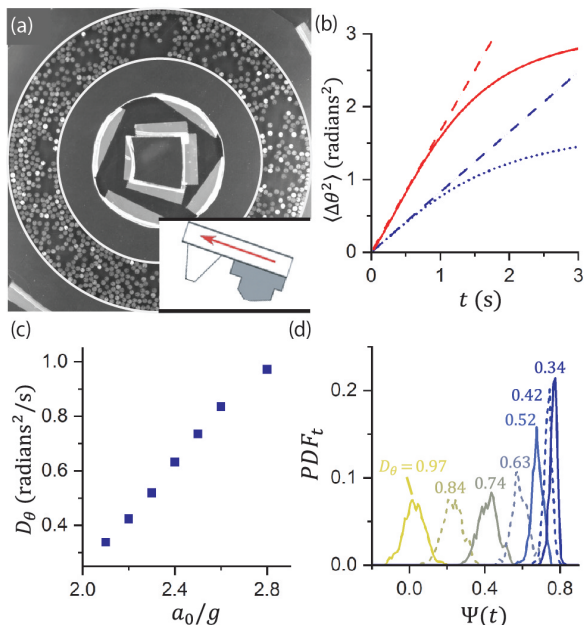 (a)
(b)
3
2
1
0
⟨Δθ²⟩ (radians²)
0 1 2 3
t (s)
(c)
1.0
0.8
0.6
0.4
D_θ (radians²/s)
2.0 2.4 2.8
a₀/g
(d)
0.2
0.1
0.0
PDF_t
D_θ = 0.97
0.84
0.74
0.63
0.52
0.42
0.34
0.0 0.4 0.8
Ψ(t)